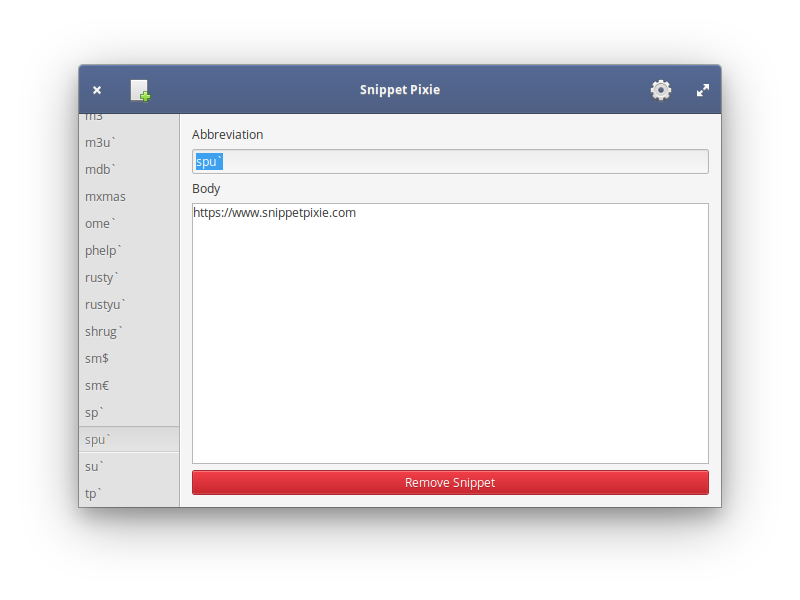 Snippet Pixie
m3`
m3u`
mdb`
mxmas
ome`
phelp`
rusty`
rustyu`
shrug`
sm$
sm€
sp`
spu`
su`
tp`
Abbreviation
spu`
Body
https://www.snippetpixie.com
Remove Snippet